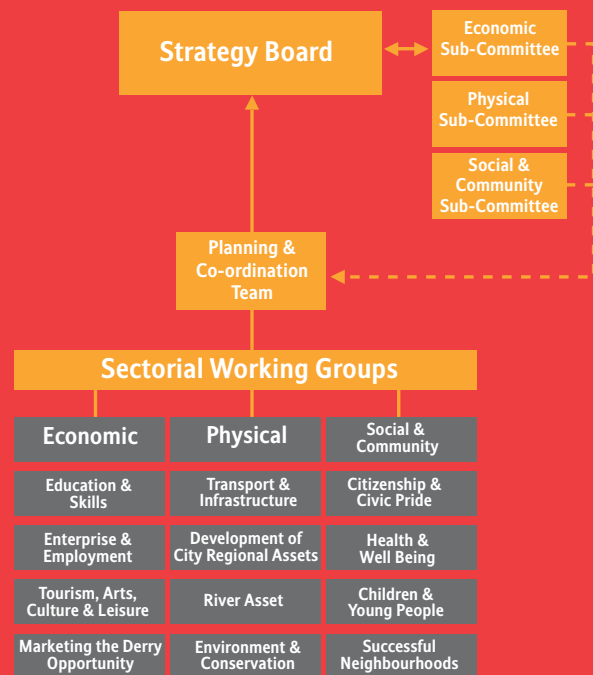 Strategy Board
Economic
Sub-Committee
Physical
Sub-Committee
Social &
Community
Sub-Committee
Planning &
Co-ordination
Team
Sectorial Working Groups
Economic
Physical
Social &
Community
Education &
Skills
Transport &
Infrastructure
Citizenship &
Civic Pride
Enterprise &
Employment
Development of
City Regional Assets
Health &
Well Being
Tourism, Arts,
Culture & Leisure
River Asset
Children &
Young People
Marketing the Derry
Opportunity
Environment &
Conservation
Successful
Neighbourhoods